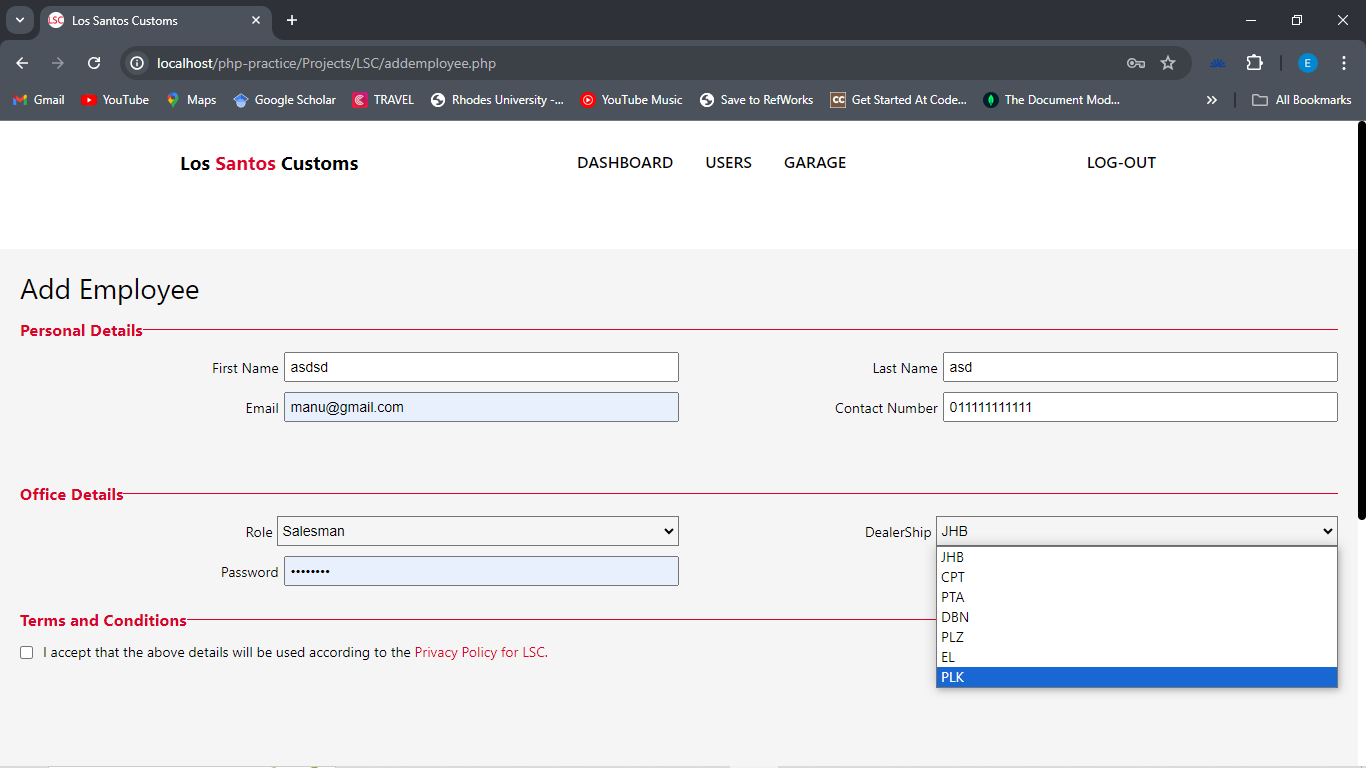 LSC Los Santos Customs
localhost/php-practice/Projects/LSC/addemployee.php
E
Gmail YouTube Maps Google Scholar TRAVEL Rhodes University -... YouTube Music Save to RefWorks CC Get Started At Code... The Document Mod... » All Bookmarks
Los Santos Customs DASHBOARD USERS GARAGE LOG-OUT
Add Employee
Personal Details
First Name asdsd Last Name asd
Email manu@gmail.com Contact Number 011111111111
Office Details
Role Salesman DealerShip JHB
JHB
CPT
PTA
DBN
PLZ
EL
PLK
Password ••••••••
Terms and Conditions
I accept that the above details will be used according to the Privacy Policy for LSC.